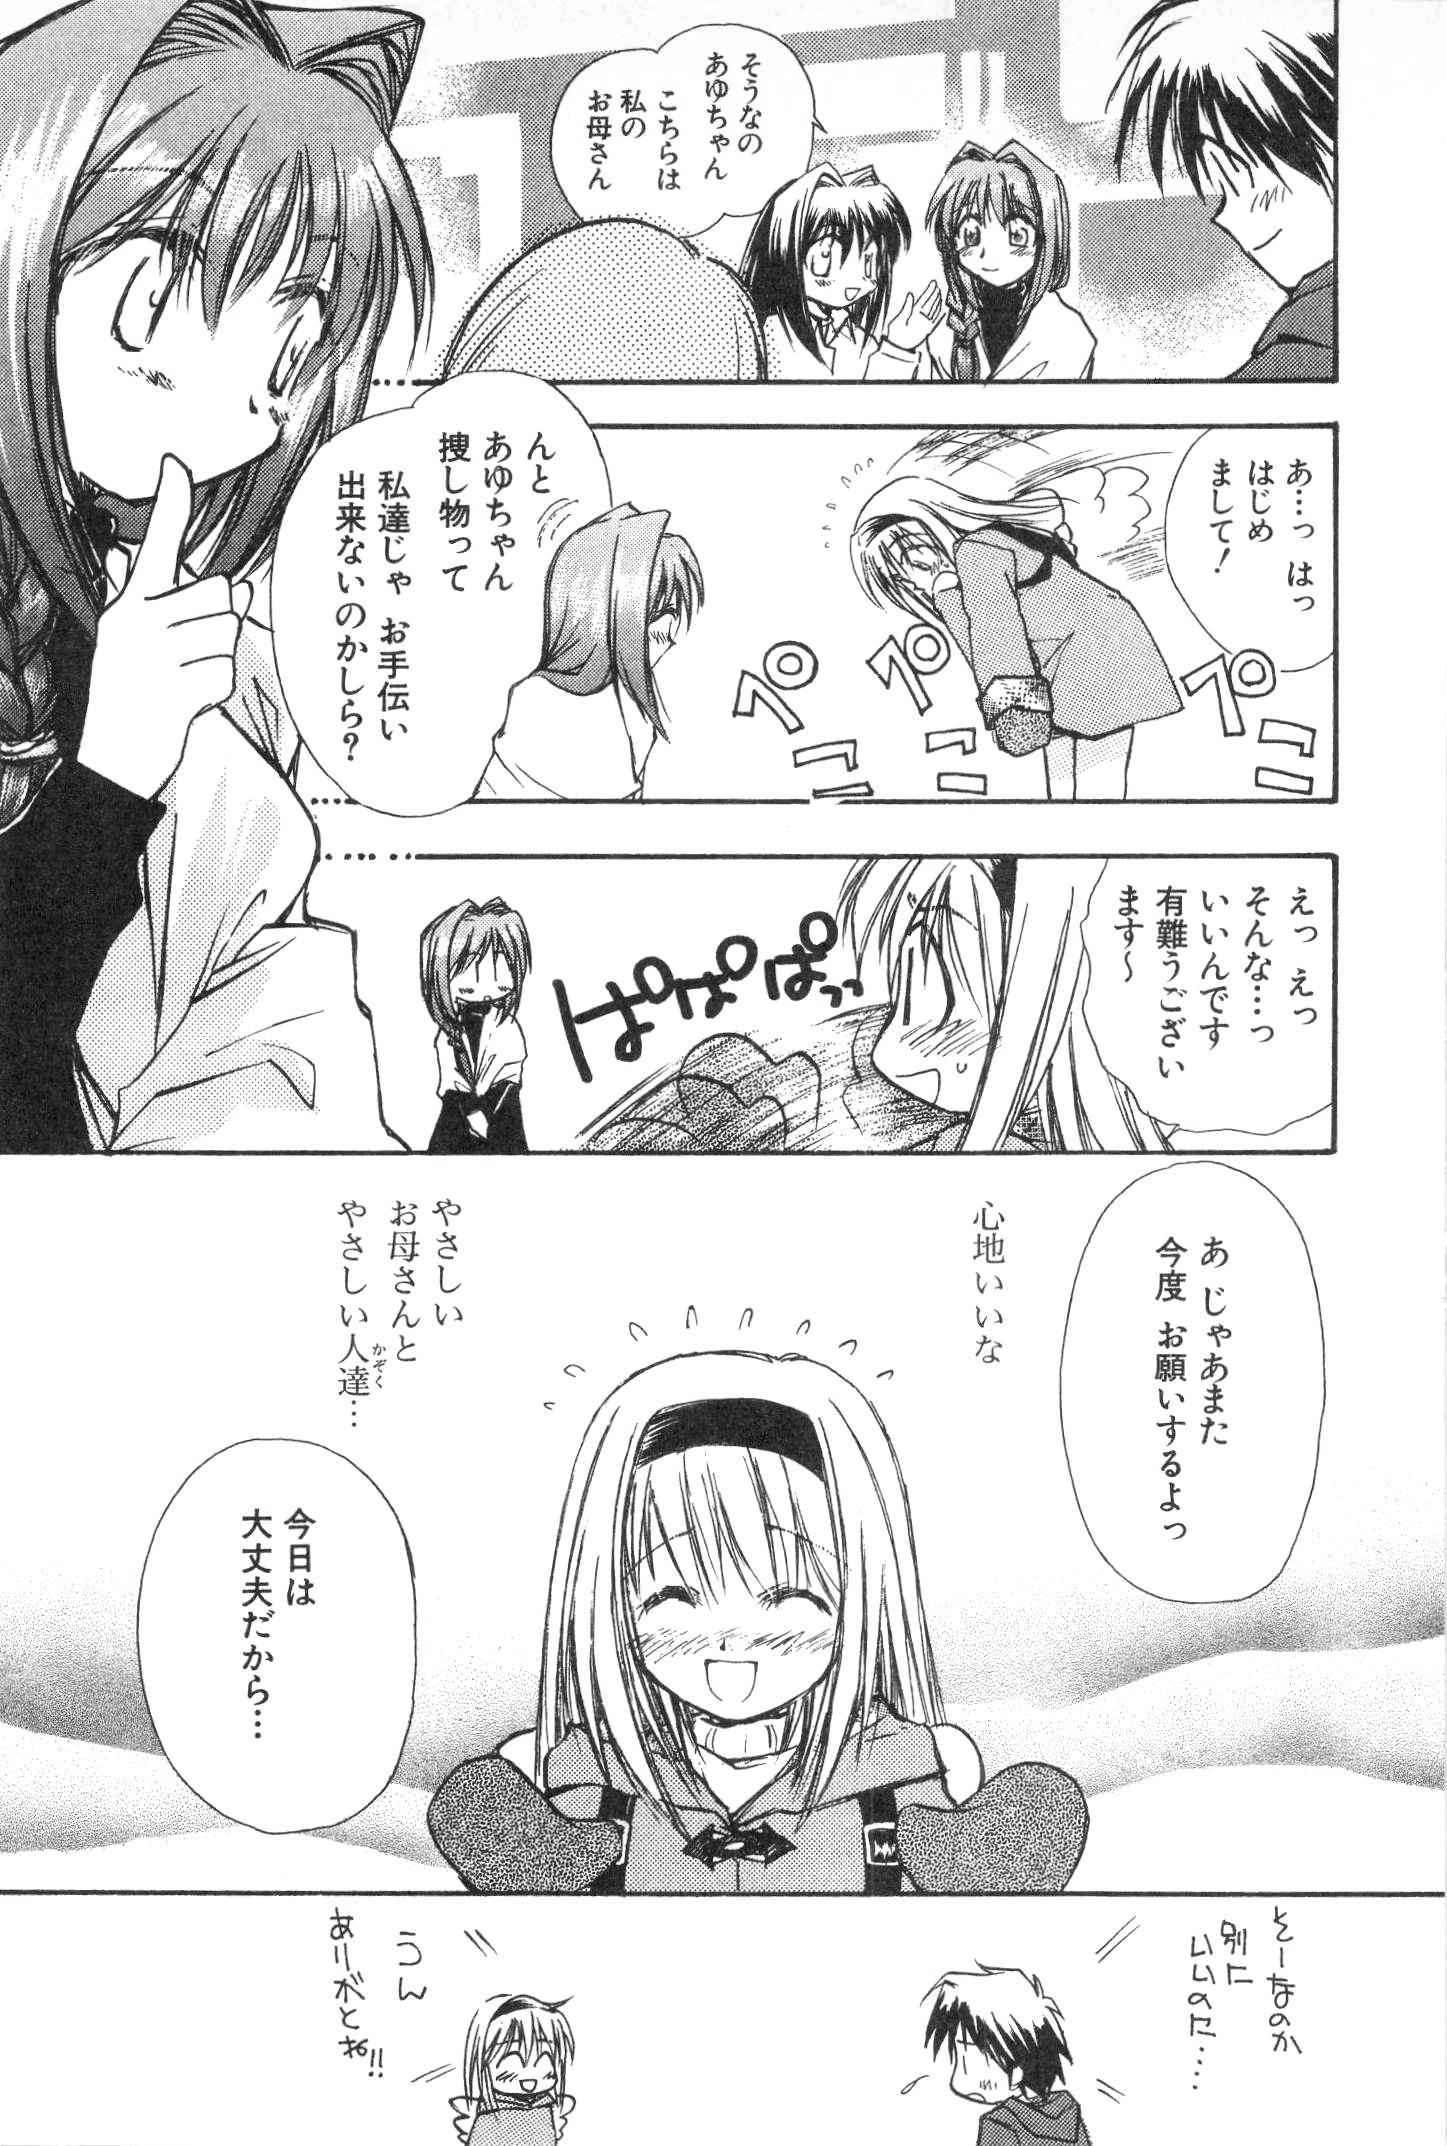 そうなの
あゆちゃん
こちらは
私の
お母さん
あ…っ はっ
はじめ
まして!
ペコ
ペコ
ペコ
んと
あゆちゃん
捜し物って
私達じゃ お手伝い
出来ないのかしら?
えっ えっ
そんな…っ
いいんです
有難うござい
ます～
ぱぱぱっっ
あ じゃあまた
今度 お願いするよっ
心地いいな
やさしい
お母さんと
やさしい人達…
かぞく
今日は
大丈夫だから…
そーなのか
別に
いいのに….
うん
ありがとね!!